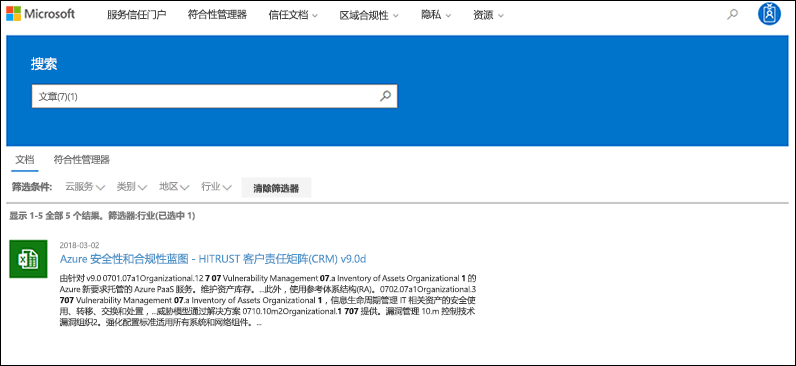 Microsoft 服务信任门户 符合性管理器 信任文档 区域合规性 隐私 资源
搜索
文章(7)(1)
文档 符合性管理器
筛选条件: 云服务 类别 地区 行业 清除筛选器
显示 1-5 全部 5 个结果。筛选器:行业(已选中 1)
2018-03-02
Azure 安全性和合规性蓝图 - HITRUST 客户责任矩阵(CRM) v9.0d
由针对 v9.0 0701.07a1Organizational.12 7 07 Vulnerability Management 07.a Inventory of Assets Organizational 1 的
Azure 新要求托管的 Azure PaaS 服务。维护资产库存。...此外，使用参考体系结构(RA)。0702.07a1Organizational.3
707 Vulnerability Management 07.a Inventory of Assets Organizational 1，信息生命周期管理 IT 相关资产的安全使
用、转移、交换和处置，...威胁模型通过解决方案 0710.10m2Organizational.1 707 提供。漏洞管理 10.m 控制技术
漏洞组织2。强化配置标准适用所有系统和网络组件。...